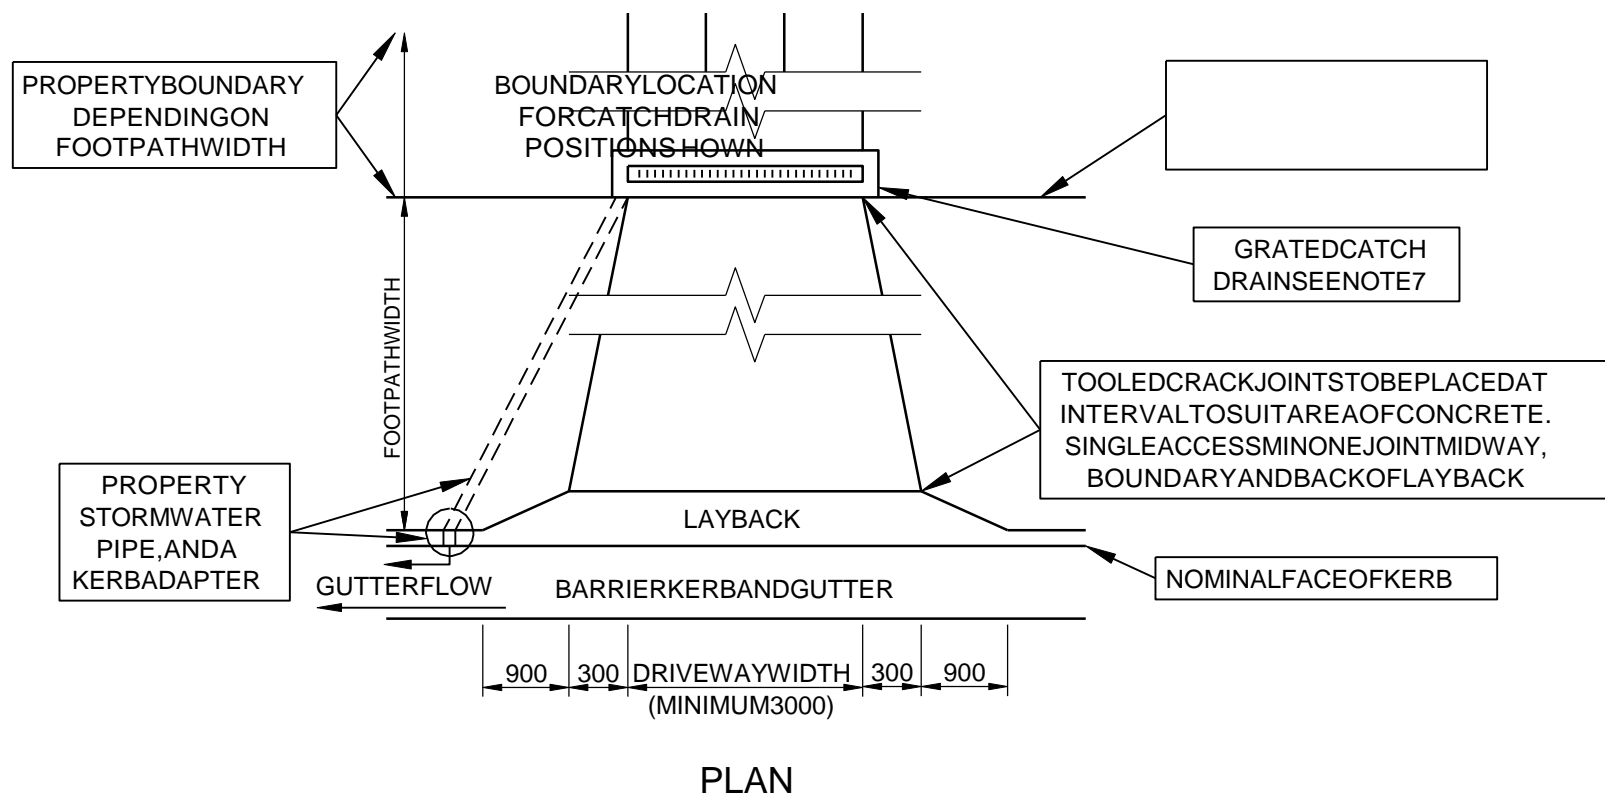 PROPERTYBOUNDARY
DEPENDINGON
FOOTPATHWIDTH
BOUNDARYLOCATION
FORCATCHDRAIN
POSITIONSHOWN
GRATEDCATCH
DRAINSEENOTE7
FOOTPATHWIDTH
TOOLEDCRACKJOINTSTOBEPLACEDAT
INTERVALTOSUITAREAOFCONCRETE.
SINGLEACCESSMINONEJOINTMIDWAY,
BOUNDARYANDBACKOFLAYBACK
PROPERTY
STORMWATER
PIPE,ANDA
KERBADAPTER
LAYBACK
NOMINALFACEOFKERB
GUTTERFLOW
BARRIERKERBANDGUTTER
900 300 DRIVEWAYWIDTH 300 900
(MINIMUM3000)
PLAN